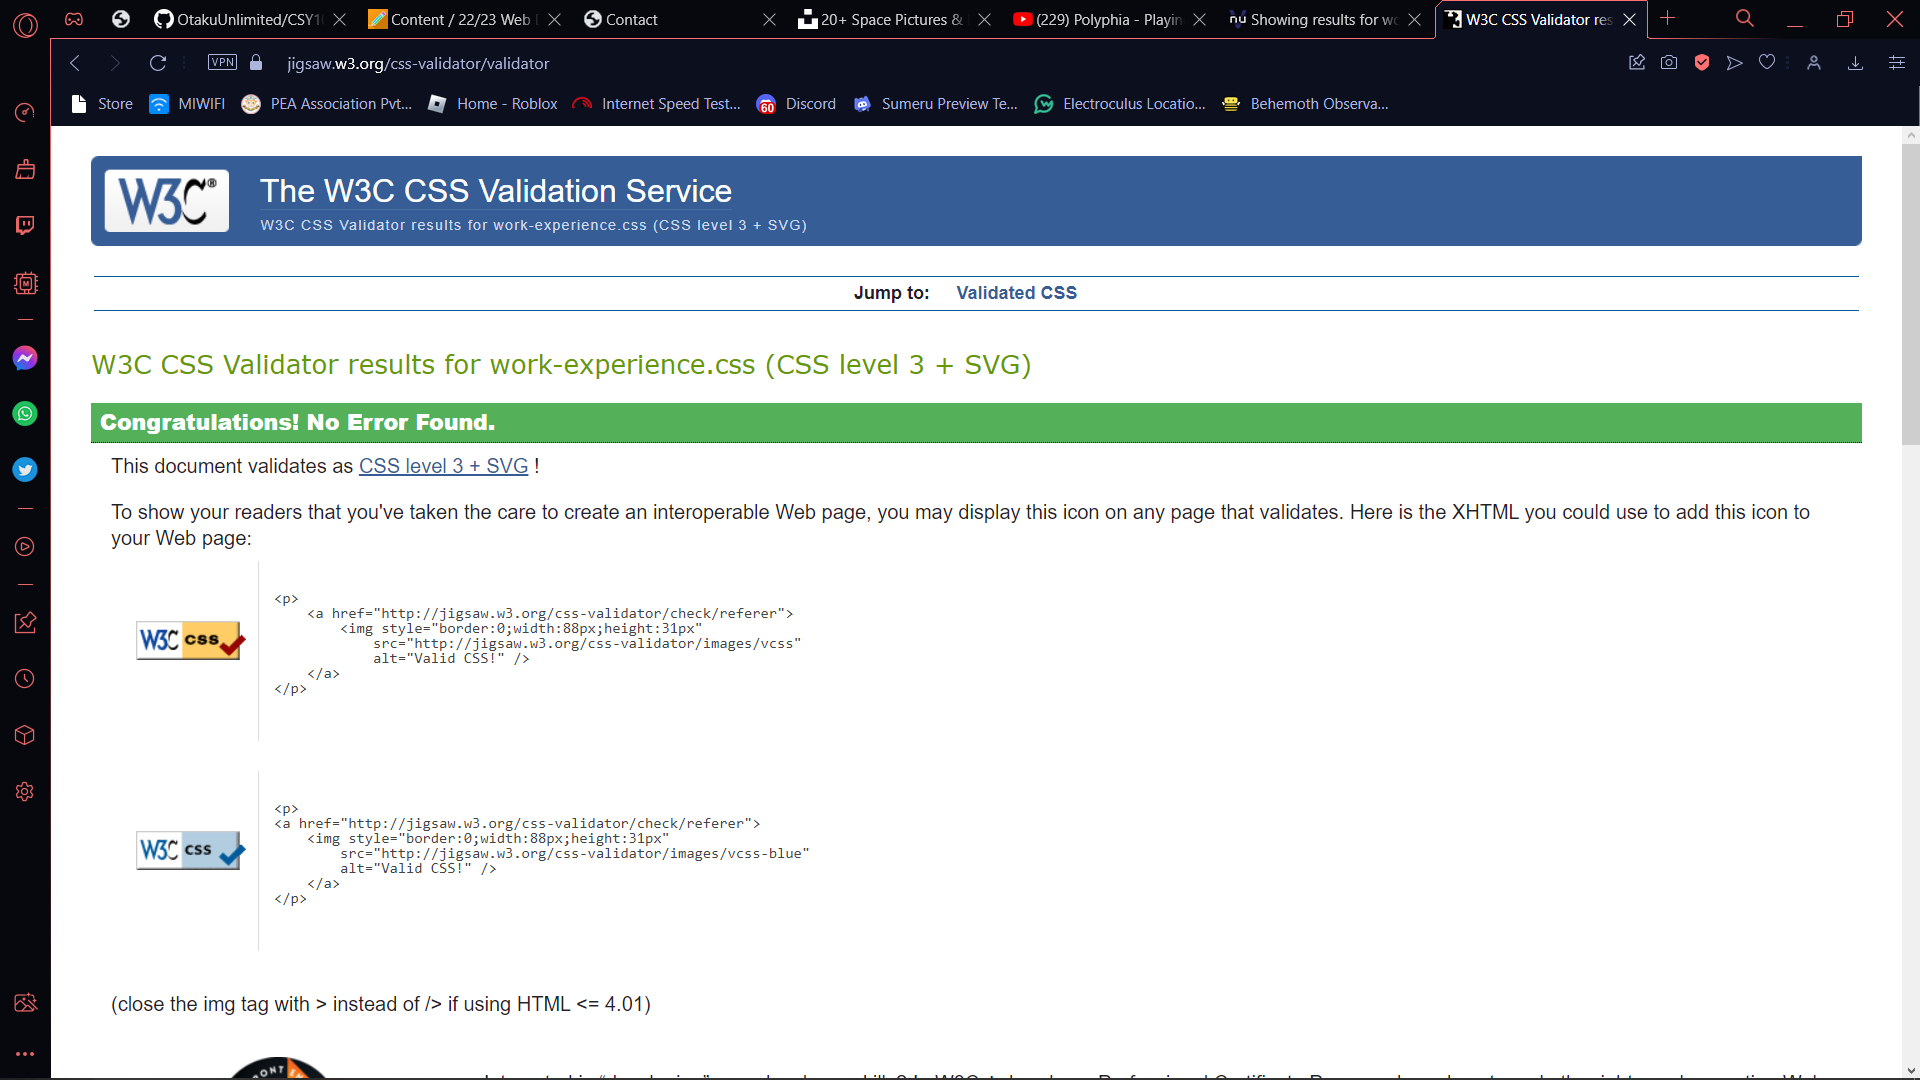 OtakuUnlimited/CSY1
Content / 22/23 Web
Contact
20+ Space Pictures &
(229) Polyphia - Playin
nu Showing results for wo
W3C CSS Validator res
VPN jigsaw.w3.org/css-validator/validator
Store MIWIFI PEA Association Pvt... Home - Roblox Internet Speed Test... 60 Discord Sumeru Preview Te... Electroculus Locatio... Behemoth Observa...
W3C® The W3C CSS Validation Service
W3C CSS Validator results for work-experience.css (CSS level 3 + SVG)
Jump to: Validated CSS
W3C CSS Validator results for work-experience.css (CSS level 3 + SVG)
Congratulations! No Error Found.
This document validates as CSS level 3 + SVG !
To show your readers that you've taken the care to create an interoperable Web page, you may display this icon on any page that validates. Here is the XHTML you could use to add this icon to
your Web page:
W3C css
<p>
<a href="http://jigsaw.w3.org/css-validator/check/referer">
<img style="border:0;width:88px;height:31px"
src="http://jigsaw.w3.org/css-validator/images/vcss"
alt="Valid CSS!" />
</a>
</p>
W3C css
<p>
<a href="http://jigsaw.w3.org/css-validator/check/referer">
<img style="border:0;width:88px;height:31px"
src="http://jigsaw.w3.org/css-validator/images/vcss-blue"
alt="Valid CSS!" />
</a>
</p>
(close the img tag with > instead of /> if using HTML <= 4.01)